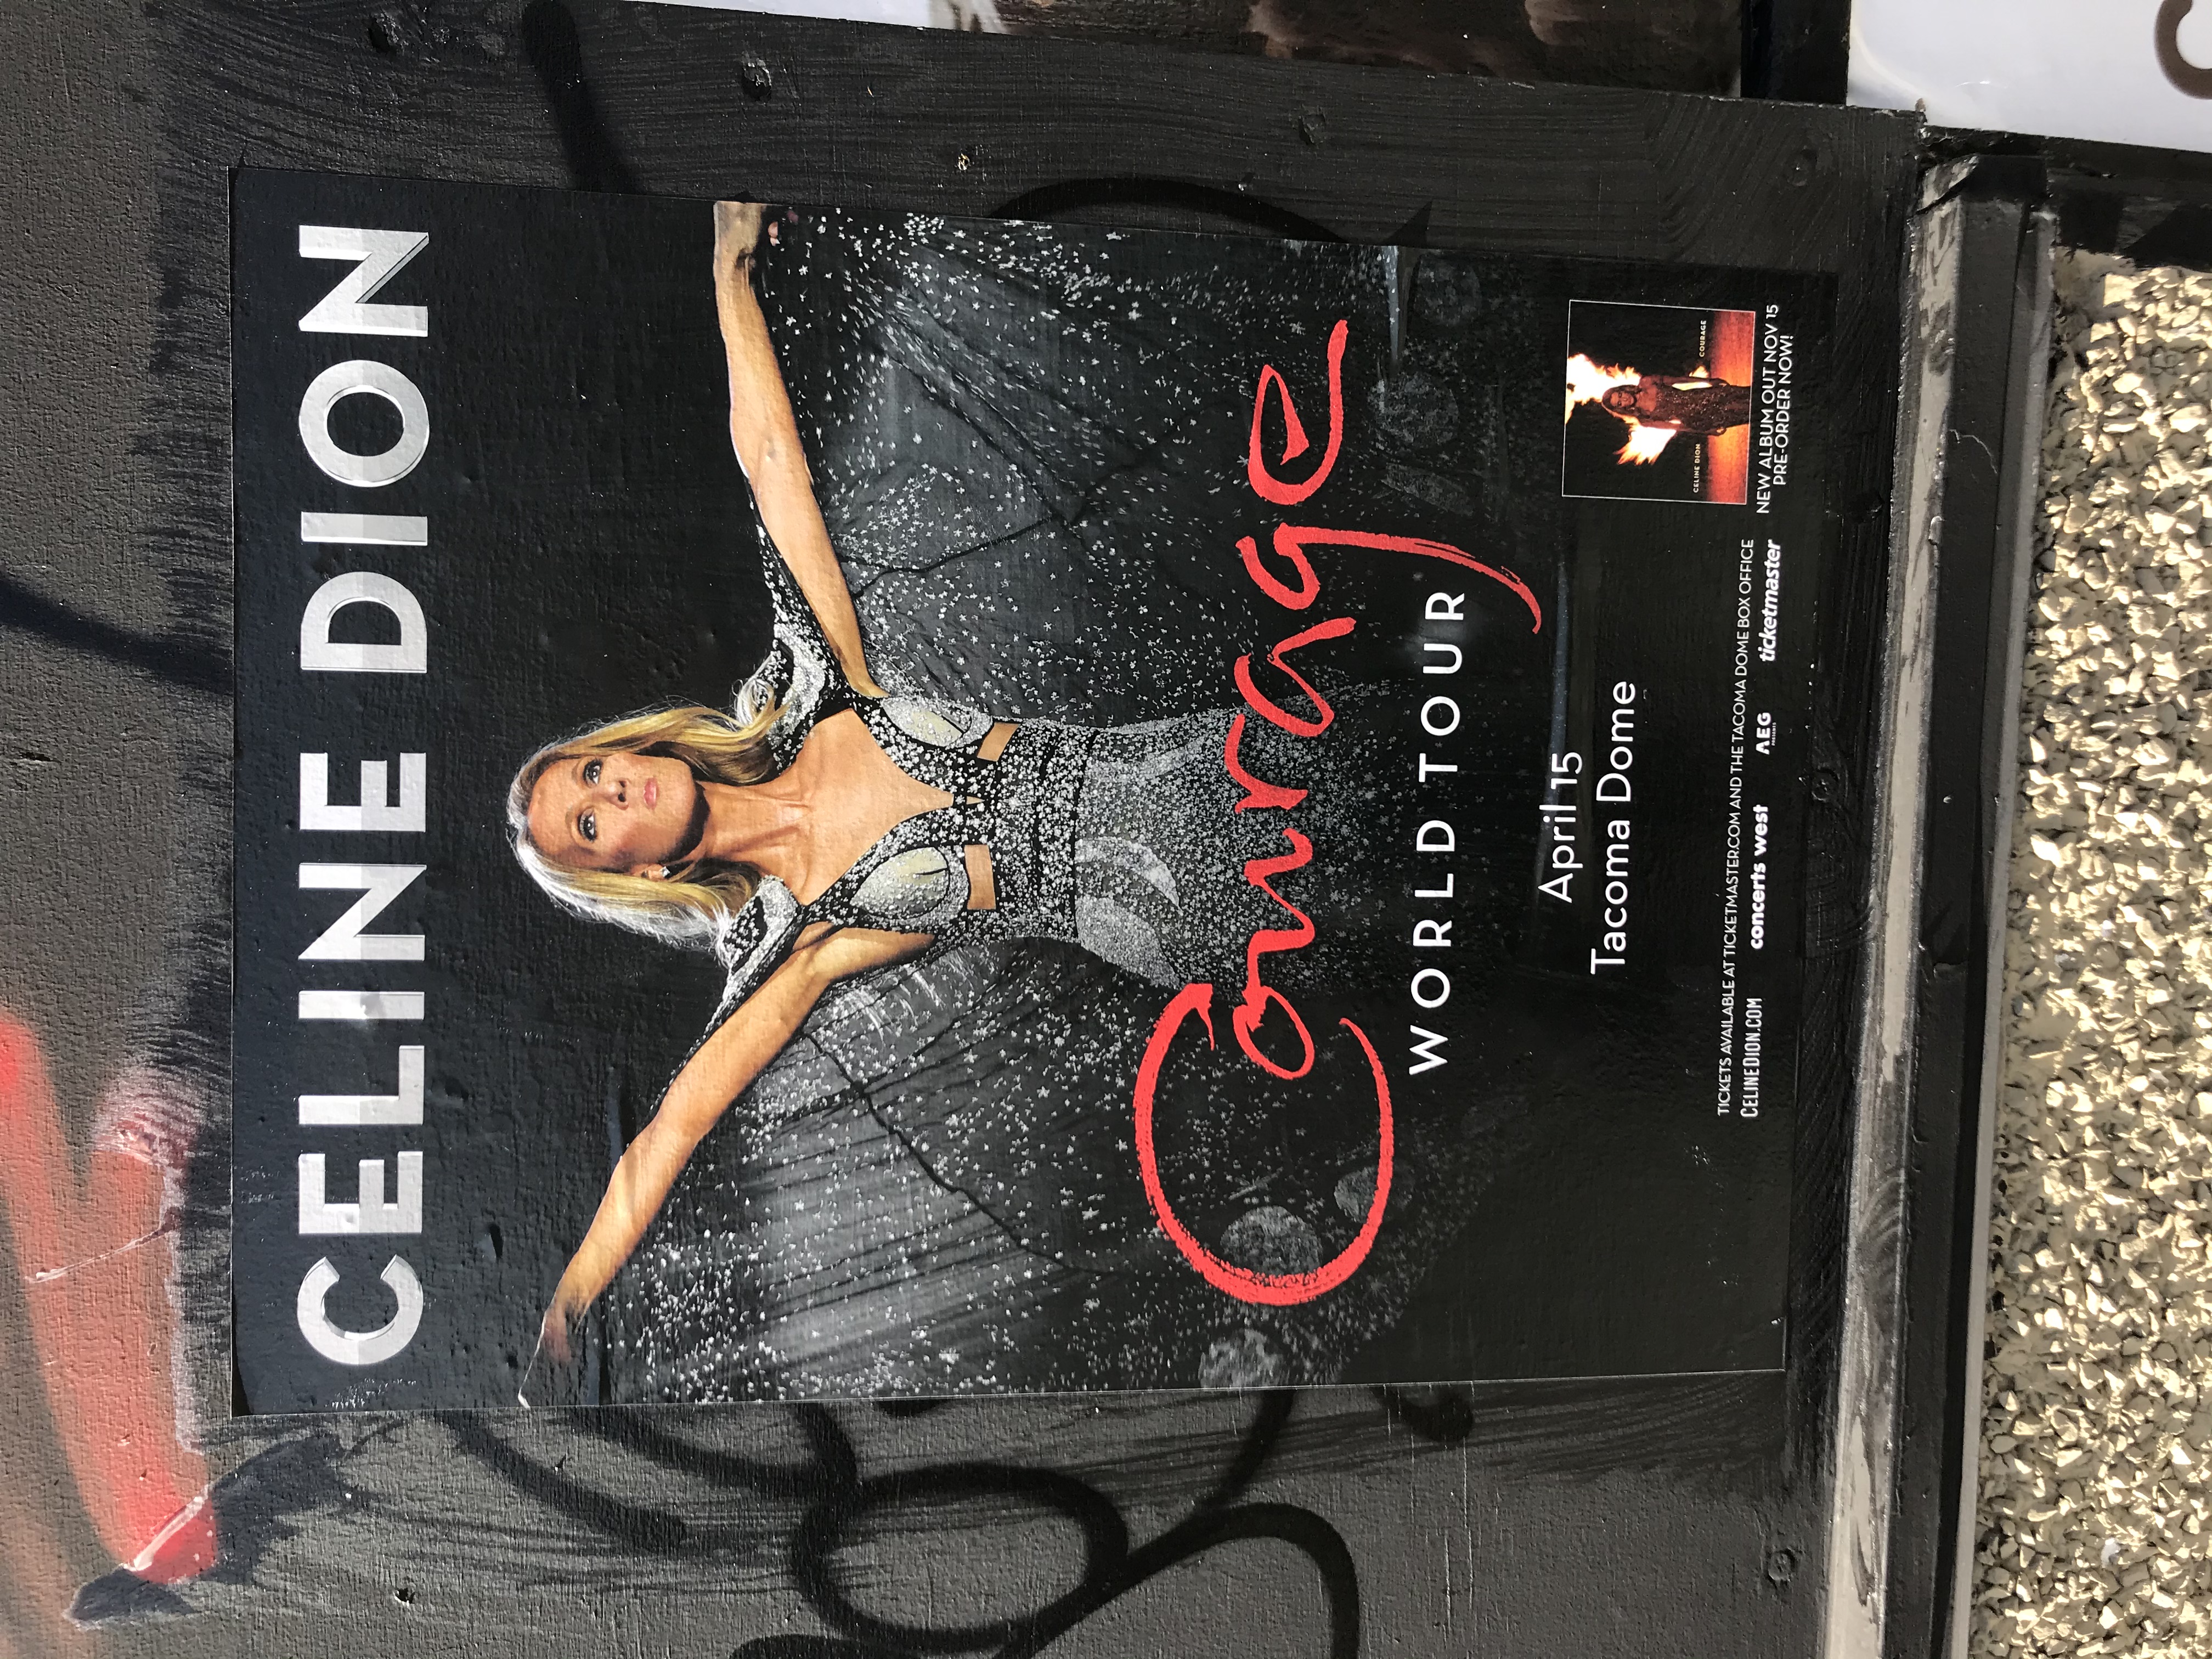 CELINE DION
Courage
WORLD TOUR
April 15
Tacoma Dome
TICKETS AVAILABLE AT TICKETMASTER.COM AND THE TACOMA DOME BOX OFFICE
CELINEDION.COM concerts west AEG PRESENTS ticketmaster
CELINE DION COURAGE
NEW ALBUM OUT NOV 15
PRE-ORDER NOW!